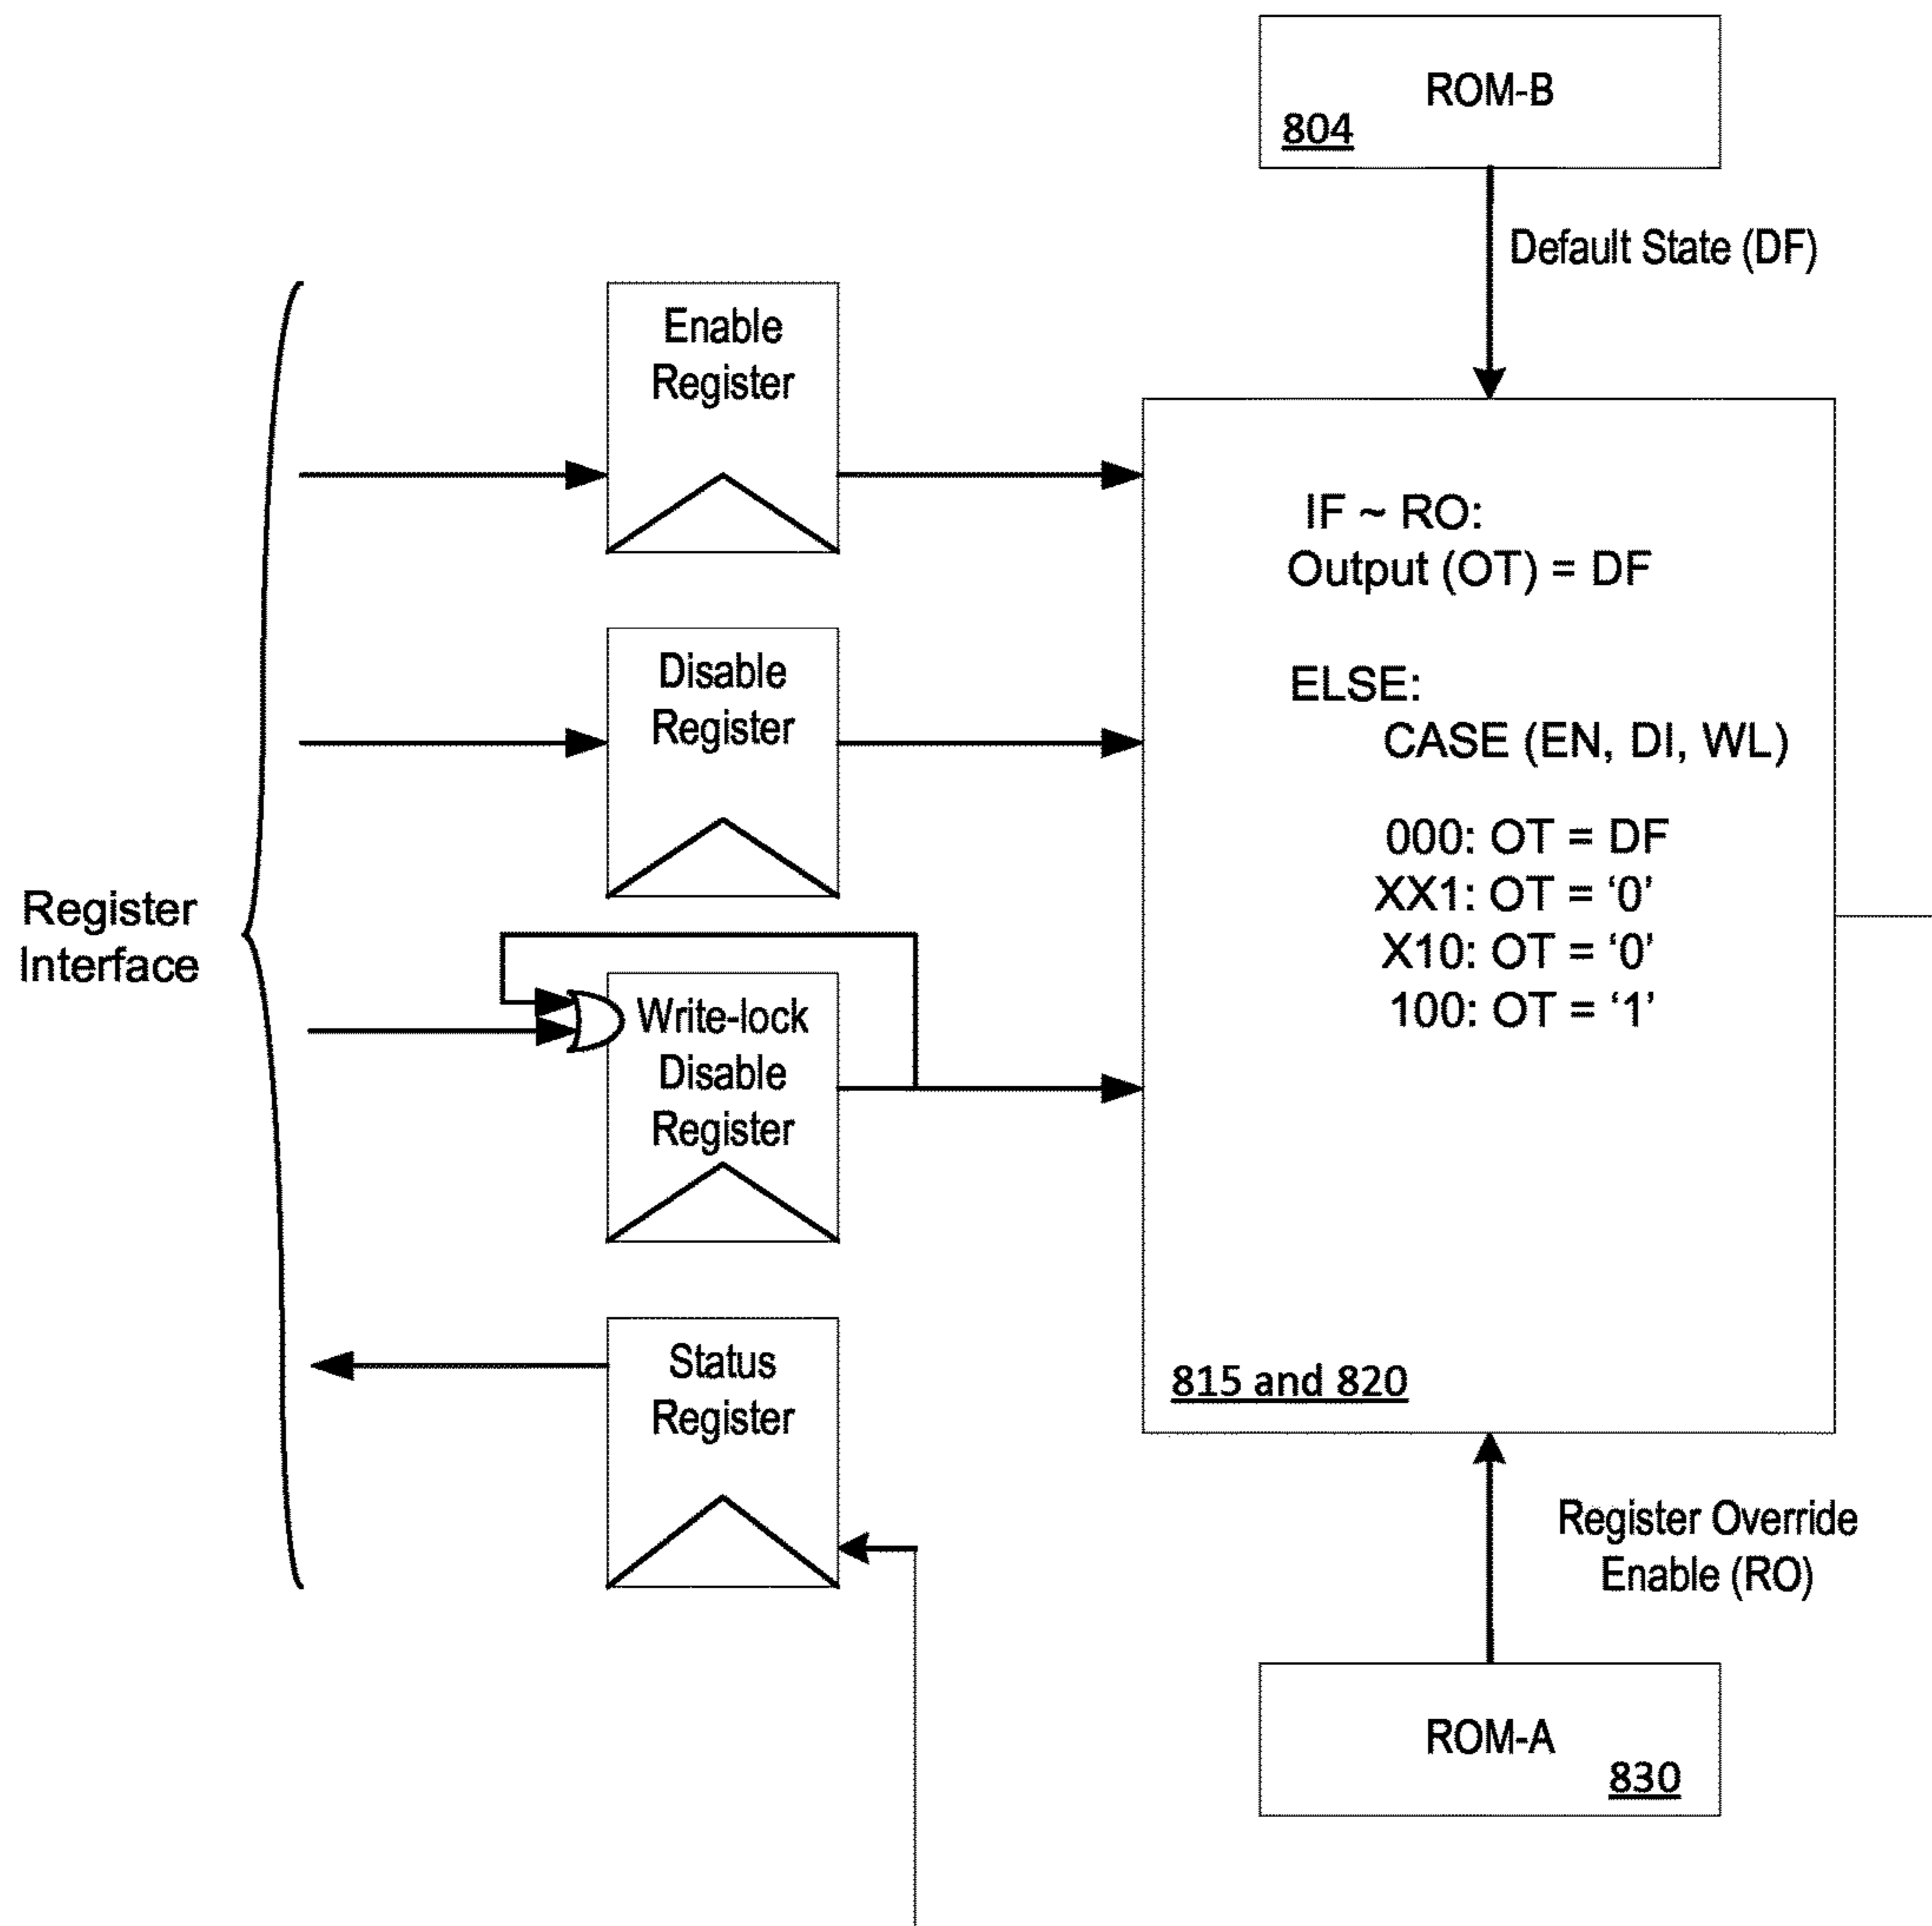 ROM-B
804
Default State (DF)
Enable
Register
IF ~ RO:
Output (OT) = DF
Disable
Register
ELSE:
CASE (EN, DI, WL)
000: OT = DF
XX1: OT = ‘0’
X10: OT = ‘0’
100: OT = ‘1’
Register
Interface
Write-lock
Disable
Register
Status
Register
815 and 820
Register Override
Enable (RO)
ROM-A
830